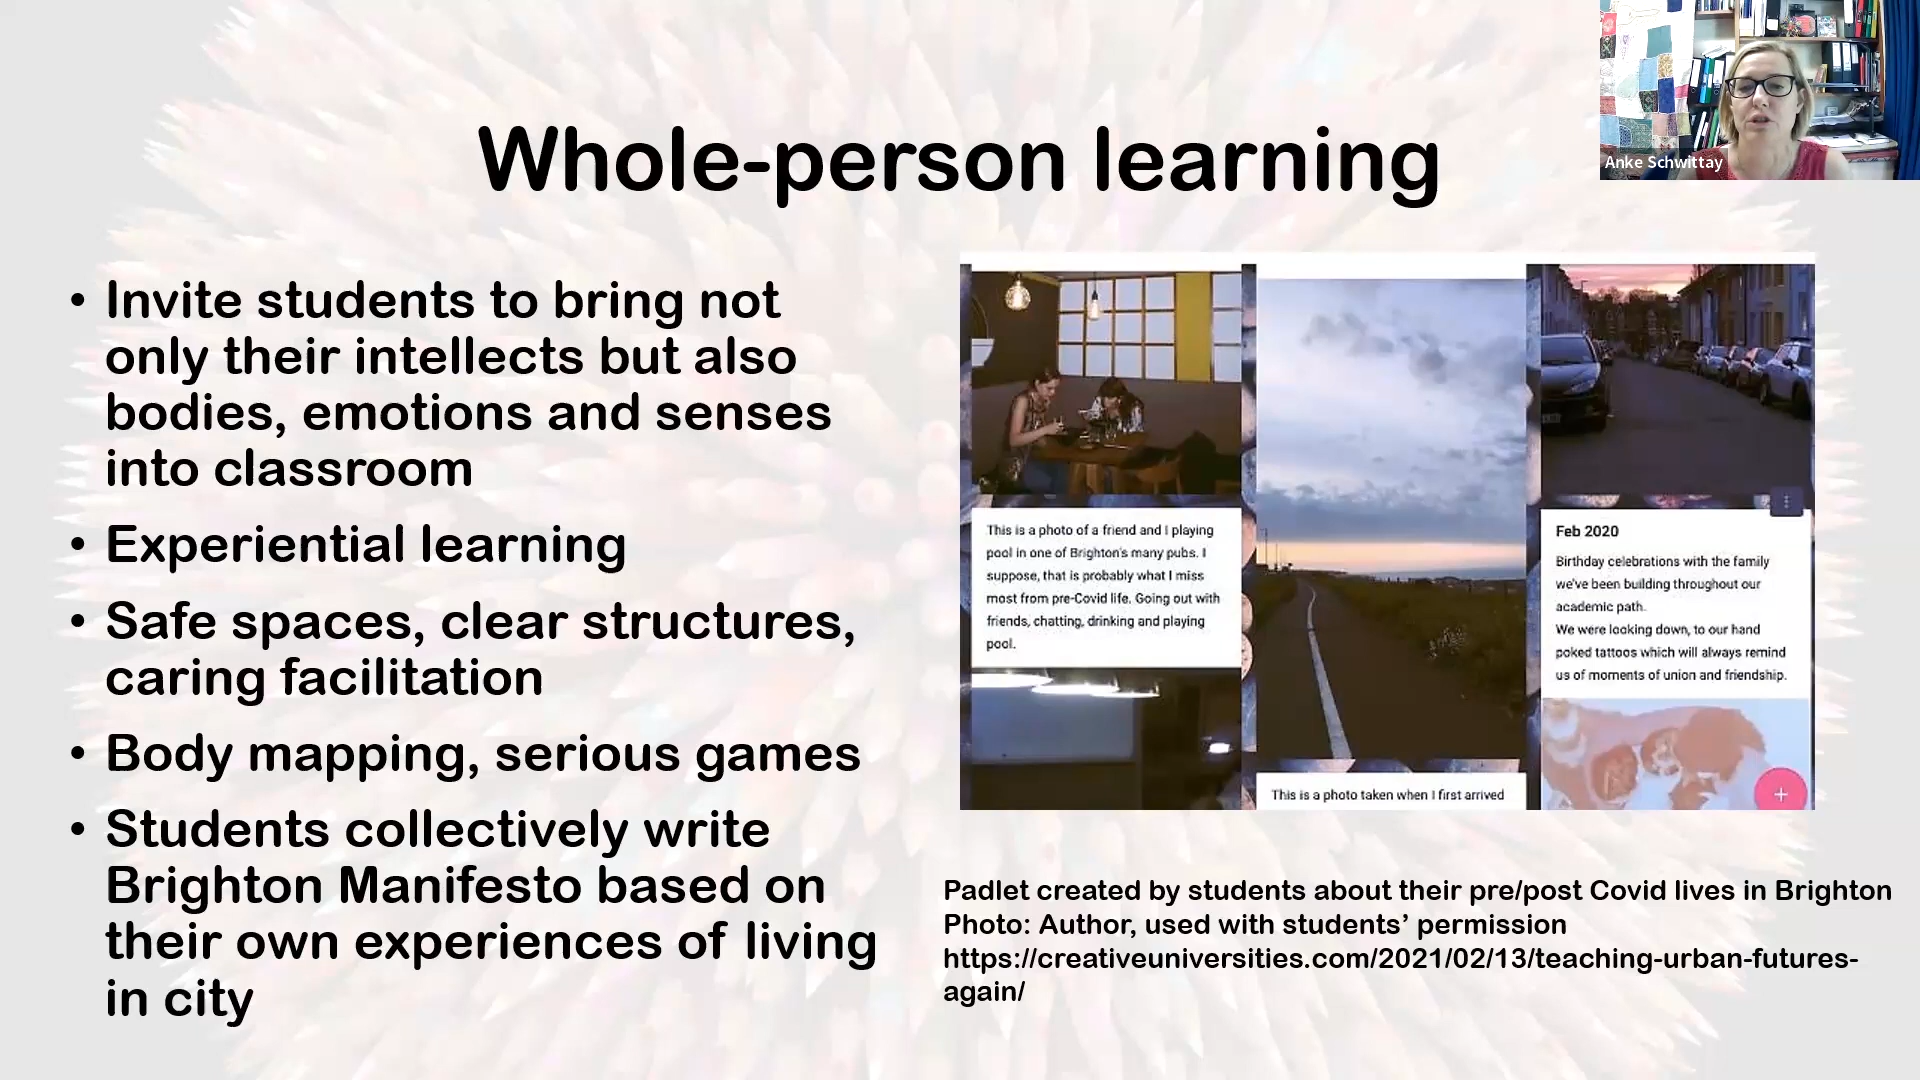 Anke Schwittay
Whole-person learning
• Invite students to bring not
only their intellects but also
bodies, emotions and senses
into classroom
• Experiential learning
• Safe spaces, clear structures,
caring facilitation
• Body mapping, serious games
• Students collectively write
Brighton Manifesto based on
their own experiences of living
in city
This is a photo of a friend and I playing
pool in one of Brighton's many pubs. I
suppose, that is probably what I miss
most from pre-Covid life. Going out with
friends, chatting, drinking and playing
pool.
This is a photo taken when I first arrived
Feb 2020
Birthday celebrations with the family
we've been building throughout our
academic path.
We were looking down, to our hand
poked tattoos which will always remind
us of moments of union and friendship.
Padlet created by students about their pre/post Covid lives in Brighton
Photo: Author, used with students’ permission
https://creativeuniversities.com/2021/02/13/teaching-urban-futures-
again/